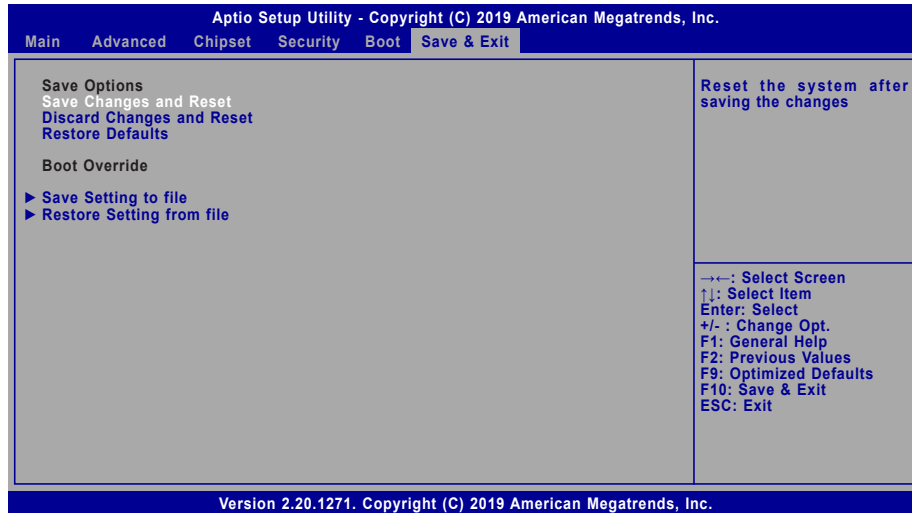 Aptio Setup Utility - Copyright (C) 2019 American Megatrends, Inc.
Main Advanced Chipset Security Boot Save & Exit
Save Options
Save Changes and Reset
Discard Changes and Reset
Restore Defaults
Boot Override
► Save Setting to file
► Restore Setting from file
Reset the system after
saving the changes
→←: Select Screen
↑↓: Select Item
Enter: Select
+/- : Change Opt.
F1: General Help
F2: Previous Values
F9: Optimized Defaults
F10: Save & Exit
ESC: Exit
Version 2.20.1271. Copyright (C) 2019 American Megatrends, Inc.